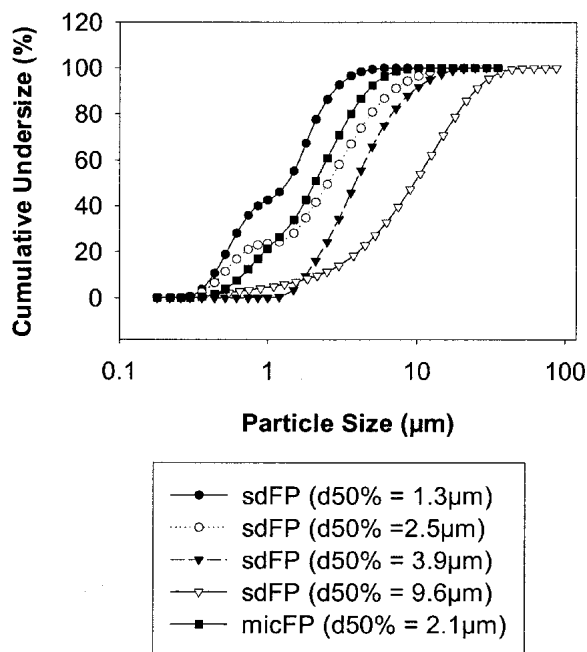 Cumulative Undersize (%)
120
100
80
60
40
20
0
0.1 1 10 100
Particle Size (µm)
sdFP (d50% = 1.3µm)
sdFP (d50% =2.5µm)
sdFP (d50% = 3.9µm)
sdFP (d50% = 9.6µm)
micFP (d50% = 2.1µm)